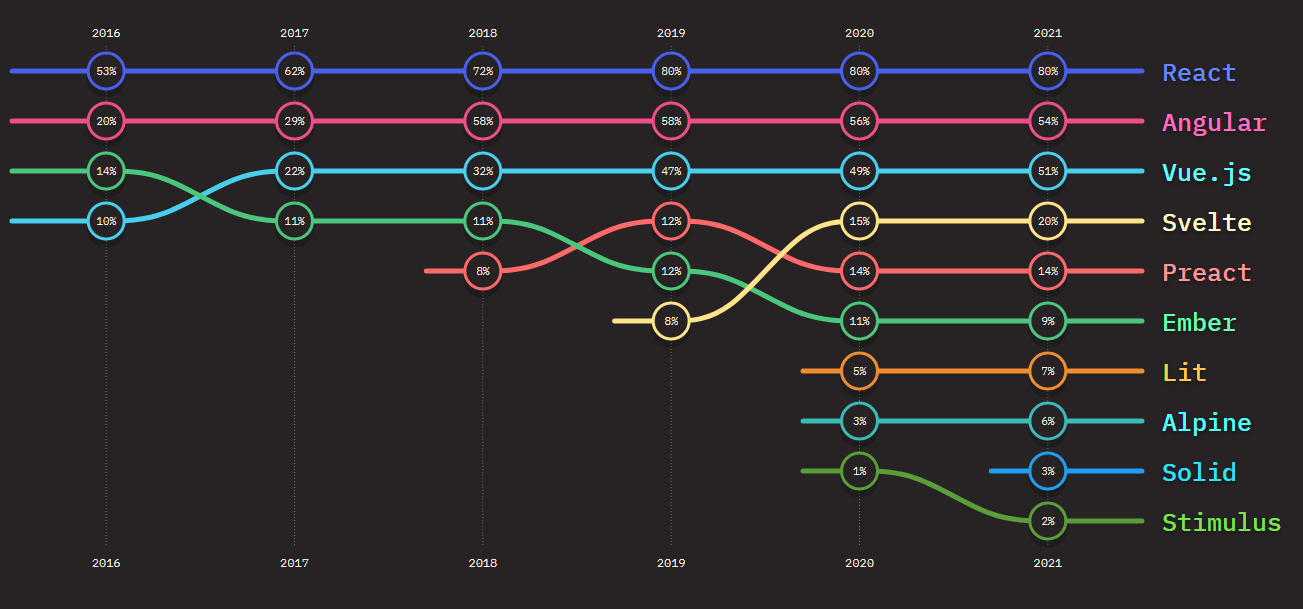 2016 2017 2018 2019 2020 2021
53% 62% 72% 80% 80% 80% React
20% 29% 58% 58% 56% 54% Angular
14% 22% 32% 47% 49% 51% Vue.js
10% 11% 11% 12% 15% 20% Svelte
8% 12% 14% 14% Preact
8% 11% 9% Ember
5% 7% Lit
3% 6% Alpine
1% 3% Solid
2% Stimulus
2016 2017 2018 2019 2020 2021